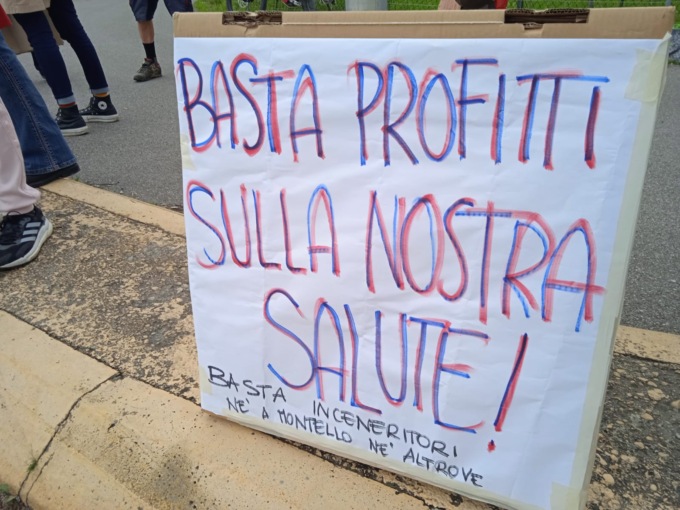 BASTA PROFITTI
SULLA NOSTRA
SALUTE!
BASTA INCENERITORI
NE' A MONTELLO NE' ALTROVE